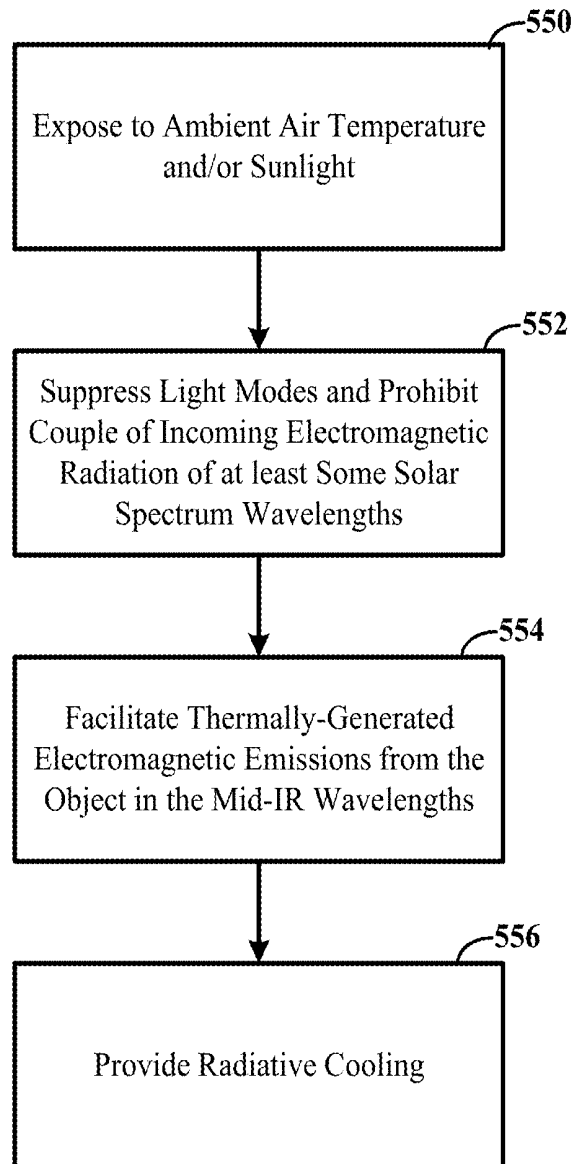 550
Expose to Ambient Air Temperature
and/or Sunlight
552
Suppress Light Modes and Prohibit
Couple of Incoming Electromagnetic
Radiation of at least Some Solar
Spectrum Wavelengths
554
Facilitate Thermally-Generated
Electromagnetic Emissions from the
Object in the Mid-IR Wavelengths
556
Provide Radiative Cooling